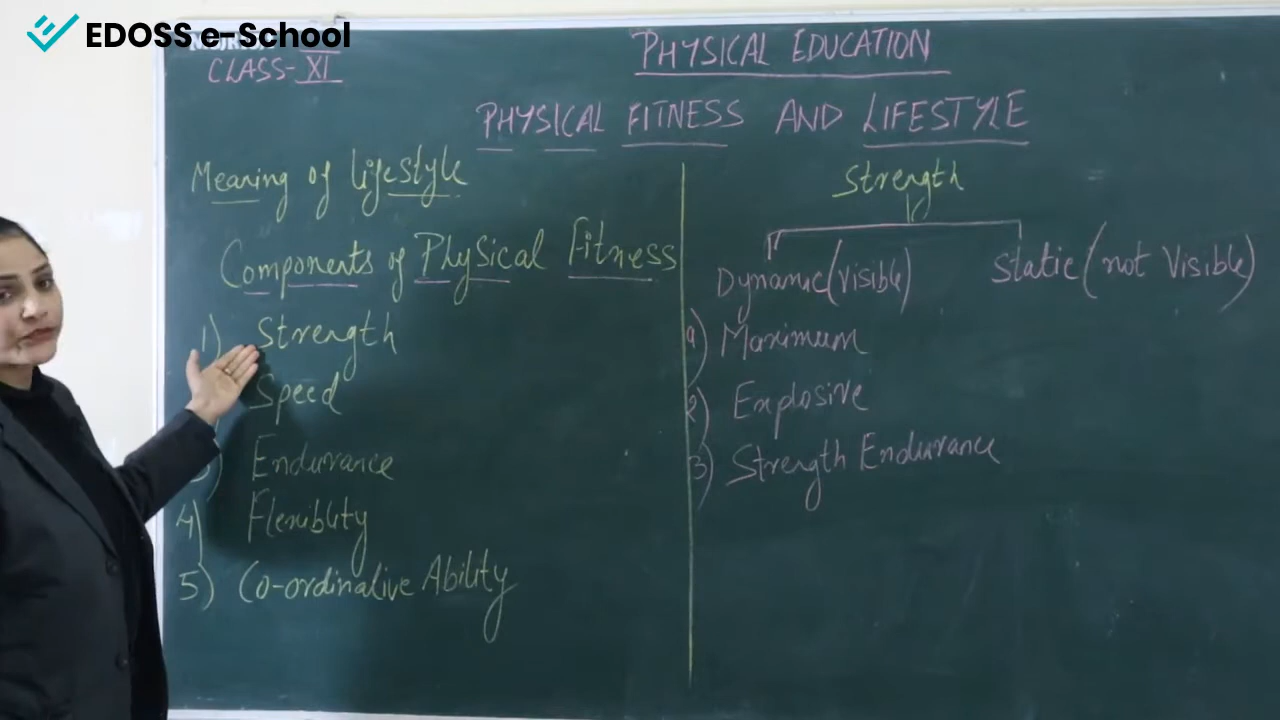 EDOSS e-School
CLASS-XI
PHYSICAL EDUCATION
PHYSICAL FITNESS AND LIFESTYLE
Meaning of lifestyle
Components of Physical Fitness
1) Strength
Speed
Endurance
4) Flexiblity
5) Co-ordinative Ability
Strength
Dynamic (Visible)
Static (not Visible)
Maximum
2) Explosive
3) Strength Endurance